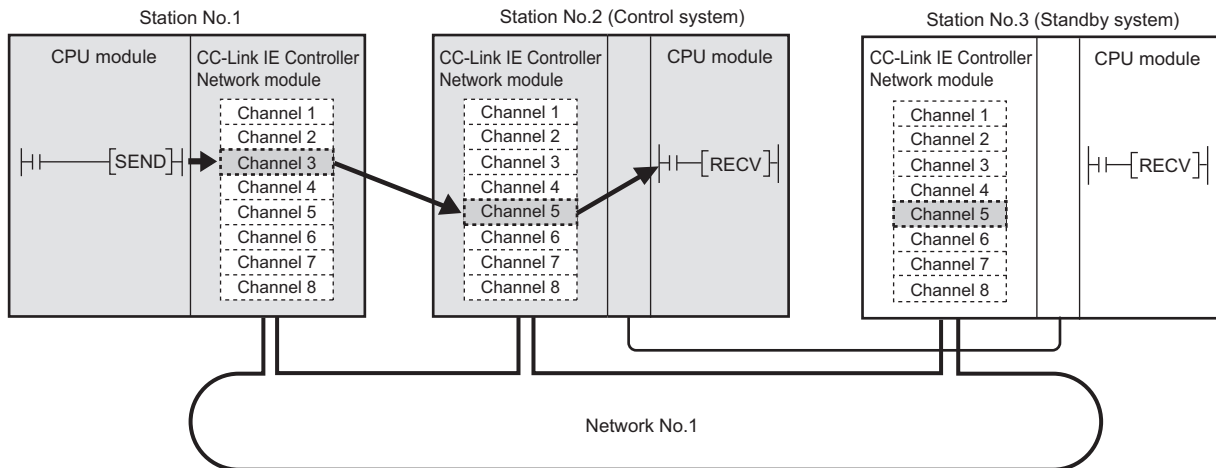 Station No.1
CPU module
CC-Link IE Controller
Network module
Channel 1
Channel 2
Channel 3
Channel 4
Channel 5
Channel 6
Channel 7
Channel 8
SEND
Station No.2 (Control system)
CC-Link IE Controller
Network module
Channel 1
Channel 2
Channel 3
Channel 4
Channel 5
Channel 6
Channel 7
Channel 8
CPU module
RECV
Station No.3 (Standby system)
CC-Link IE Controller
Network module
Channel 1
Channel 2
Channel 3
Channel 4
Channel 5
Channel 6
Channel 7
Channel 8
CPU module
RECV
Network No.1